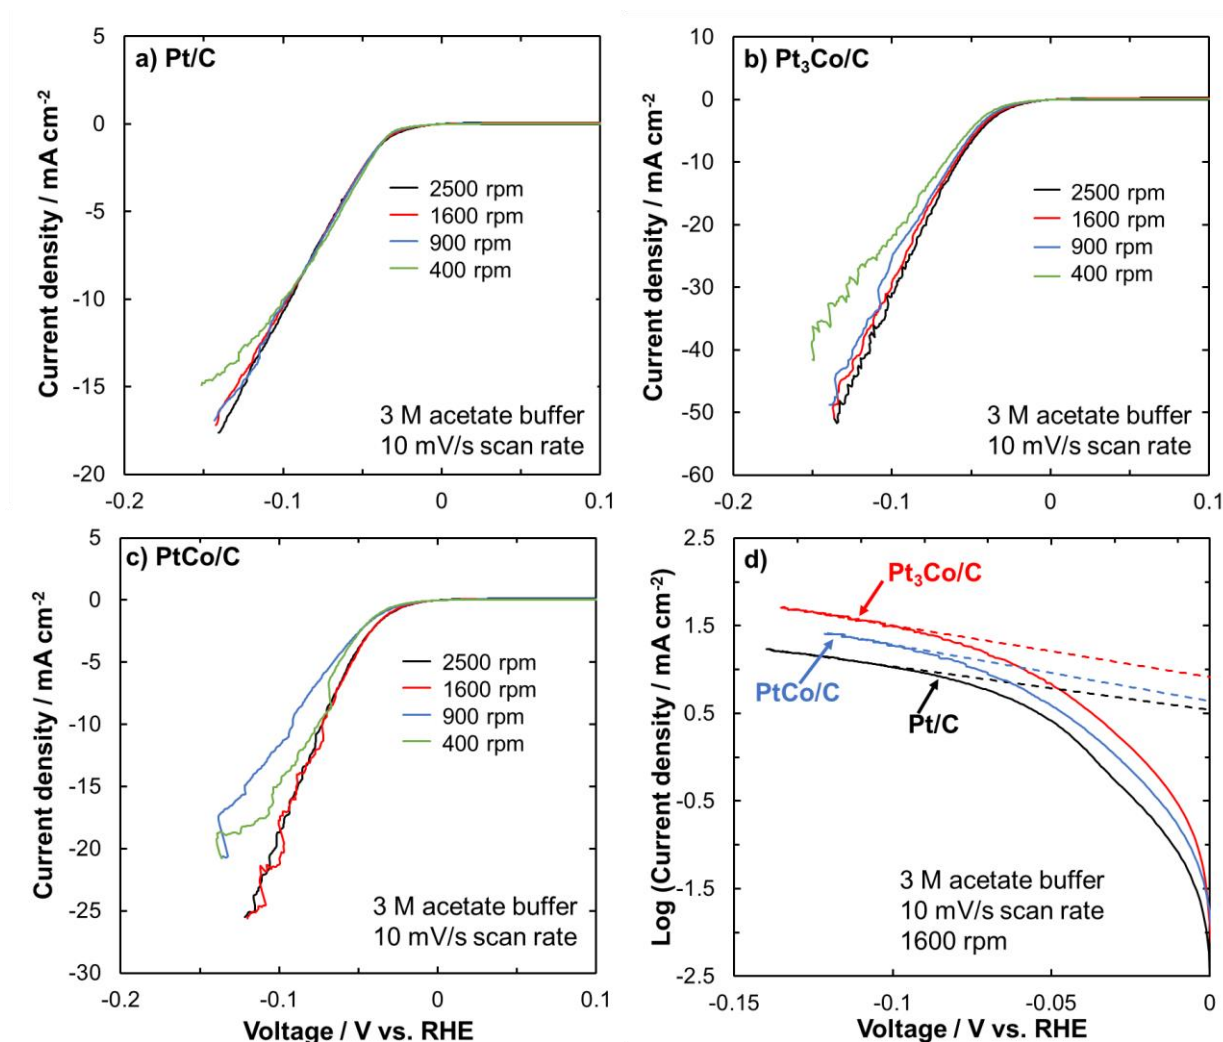 a) Pt/C
5
0
-5
-10
-15
-20
-0.2
-0.1
0
0.1
Current density / mA cm⁻²
2500 rpm
1600 rpm
900 rpm
400 rpm
3 M acetate buffer
10 mV/s scan rate
b) Pt₃Co/C
10
0
-10
-20
-30
-40
-50
-60
-0.2
-0.1
0
0.1
Current density / mA cm⁻²
2500 rpm
1600 rpm
900 rpm
400 rpm
3 M acetate buffer
10 mV/s scan rate
c) PtCo/C
5
0
-5
-10
-15
-20
-25
-30
-0.2
-0.1
0
0.1
Current density / mA cm⁻²
2500 rpm
1600 rpm
900 rpm
400 rpm
3 M acetate buffer
10 mV/s scan rate
Voltage / V vs. RHE
d)
2.5
1.5
0.5
-0.5
-1.5
-2.5
-0.15
-0.1
-0.05
0
Log (Current density / mA cm⁻²)
Pt₃Co/C
PtCo/C
Pt/C
3 M acetate buffer
10 mV/s scan rate
1600 rpm
Voltage / V vs. RHE